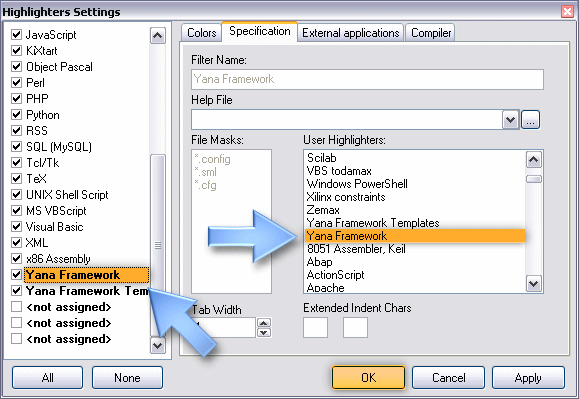 Highlighters Settings
JavaScript
KiXtart
Object Pascal
Perl
PHP
Python
RSS
SQL (MySQL)
Tcl/Tk
TeX
UNIX Shell Script
MS VBScript
Visual Basic
XML
x86 Assembly
Yana Framework
Yana Framework Tem
<not assigned>
<not assigned>
<not assigned>
All
None
Colors
Specification
External applications
Compiler
Filter Name:
Yana Framework
Help File
...
File Masks:
*.config
*.sml
*.cfg
User Highlighters:
Scilab
VBS todamax
Windows PowerShell
Xilinx constraints
Zemax
Yana Framework Templates
Yana Framework
8051 Assembler, Keil
Abap
ActionScript
Apache
Tab Width
Extended Indent Chars
OK
Cancel
Apply